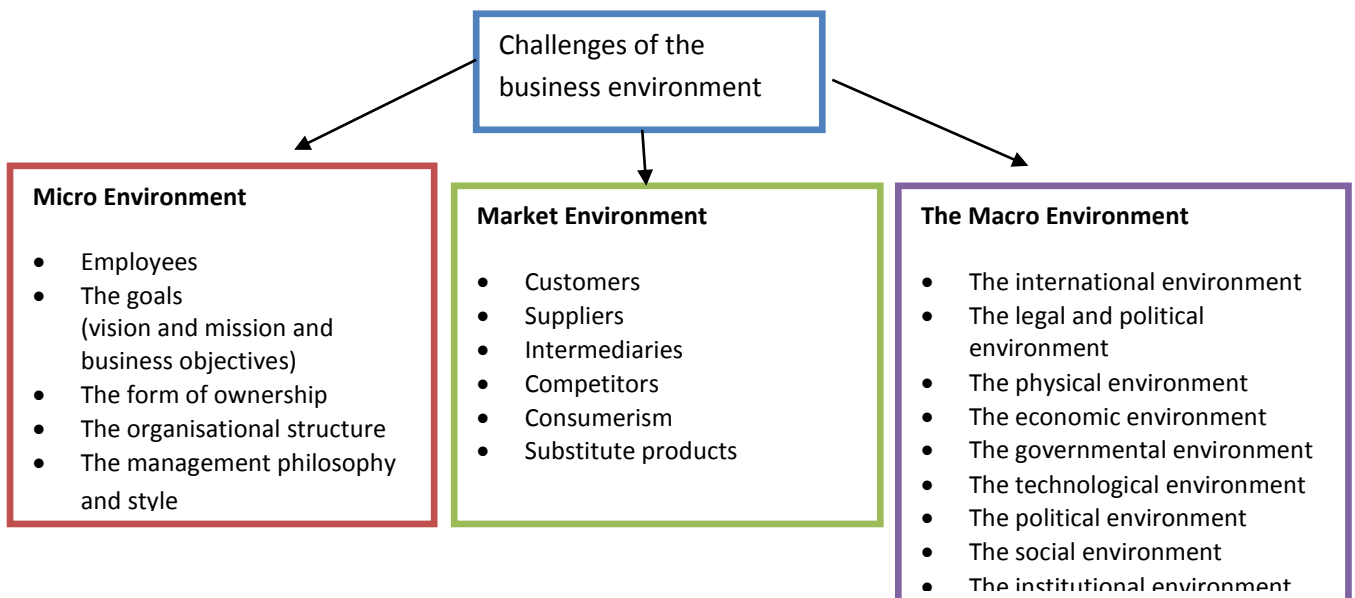 Challenges of the
business environment
Micro Environment
• Employees
• The goals
(vision and mission and
business objectives)
• The form of ownership
• The organisational structure
• The management philosophy
and style
Market Environment
• Customers
• Suppliers
• Intermediaries
• Competitors
• Consumerism
• Substitute products
The Macro Environment
• The international environment
• The legal and political
environment
• The physical environment
• The economic environment
• The governmental environment
• The technological environment
• The political environment
• The social environment
• The institutional environment